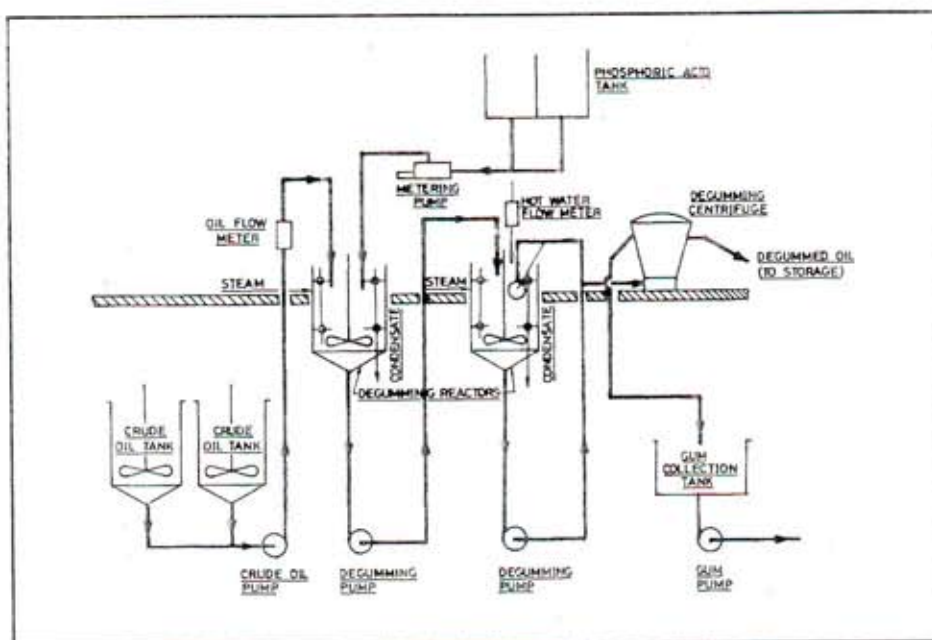 PHOSPHORIC ACID
TANK
METERING
PUMP
HOT WATER
FLOW METER
DEGUMMING
CENTRIFUGE
OIL FLOW
METER
DEGUMMED OIL
(TO STORAGE)
STEAM
STEAM
CONDENSATE
CONDENSATE
DEGUMMING REACTORS
CRUDE
OIL TANK
CRUDE
OIL TANK
GUM
COLLECTION
TANK
CRUDE OIL
PUMP
DEGUMMING
PUMP
DEGUMMING
PUMP
GUM
PUMP